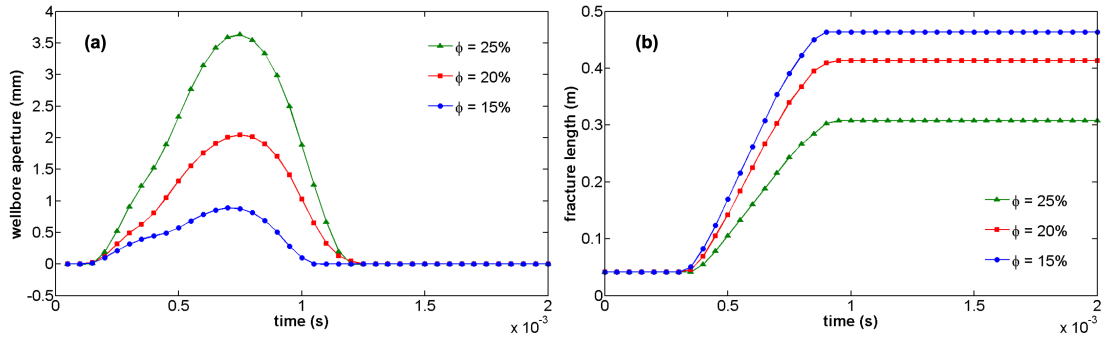 (a)
ϕ = 25%
ϕ = 20%
ϕ = 15%
wellbore aperture (mm)
4
3.5
3
2.5
2
1.5
1
0.5
0
-0.5
0 0.5 1 1.5 2
time (s)
x 10⁻³
(b)
fracture length (m)
0.5
0.4
0.3
0.2
0.1
0
ϕ = 25%
ϕ = 20%
ϕ = 15%
0 0.5 1 1.5 2
time (s)
x 10⁻³